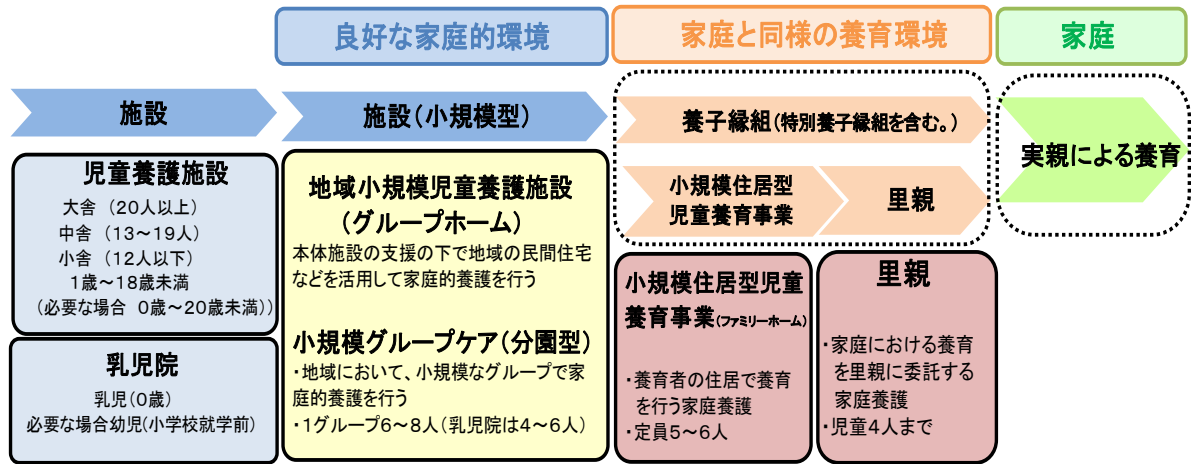 良好な家庭的環境
家庭と同様の養育環境
家庭
施設
施設(小規模型)
養子縁組(特別養子縁組を含む。)
小規模住居型
児童養育事業
里親
実親による養育
児童養護施設
大舎 (20人以上)
中舎 (13~19人)
小舎 (12人以下)
1歳~18歳未満
(必要な場合 0歳~20歳未満))
乳児院
乳児(0歳)
必要な場合幼児(小学校就学前)
地域小規模児童養護施設
(グループホーム)
本体施設の支援の下で地域の民間住宅
などを活用して家庭的養護を行う
小規模グループケア(分園型)
・地域において、小規模なグループで家
庭的養護を行う
・1グループ6~8人(乳児院は4~6人)
小規模住居型児童
養育事業(ファミリーホーム)
・養育者の住居で養育
を行う家庭養護
・定員5~6人
里親
・家庭における養育
を里親に委託する
家庭養護
・児童4人まで